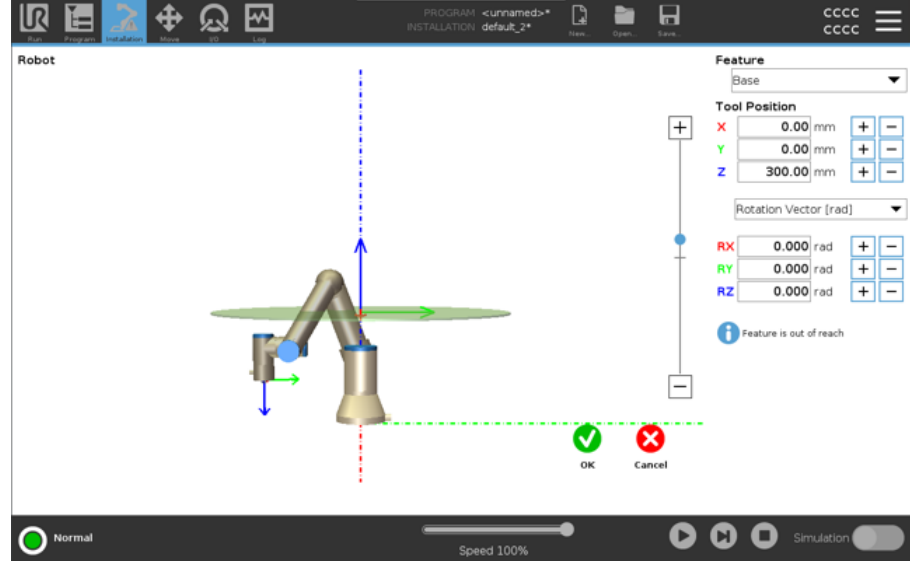 PROGRAM <unnamed>*
INSTALLATION default_2*
CCCC
CCCC
UR
Run
Program
Installation
Move
I/O
Log
New...
Open...
Save...
Robot
Feature
Base
Tool Position
X 0.00 mm + −
Y 0.00 mm + −
Z 300.00 mm + −
Rotation Vector [rad]
RX 0.000 rad + −
RY 0.000 rad + −
RZ 0.000 rad + −
Feature is out of reach
OK
Cancel
Normal
Speed 100%
Simulation